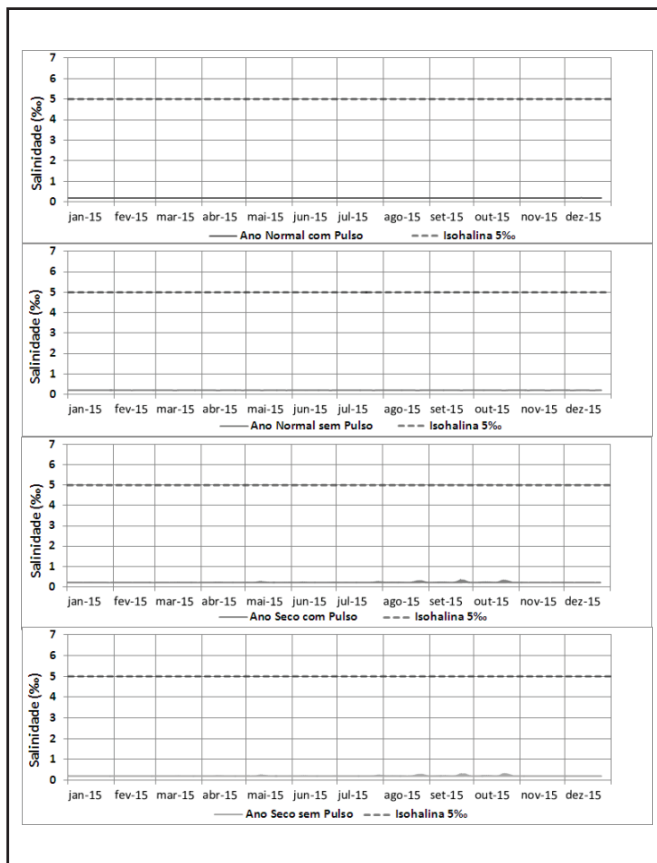 7
6
5
4
3
2
1
0
Salinidade (‰)
jan-15 fev-15 mar-15 abr-15 mai-15 jun-15 jul-15 ago-15 set-15 out-15 nov-15 dez-15
Ano Normal com Pulso Isohalina 5‰
7
6
5
4
3
2
1
0
Salinidade (‰)
jan-15 fev-15 mar-15 abr-15 mai-15 jun-15 jul-15 ago-15 set-15 out-15 nov-15 dez-15
Ano Normal sem Pulso Isohalina 5‰
7
6
5
4
3
2
1
0
Salinidade (‰)
jan-15 fev-15 mar-15 abr-15 mai-15 jun-15 jul-15 ago-15 set-15 out-15 nov-15 dez-15
Ano Seco com Pulso Isohalina 5‰
7
6
5
4
3
2
1
0
Salinidade (‰)
jan-15 fev-15 mar-15 abr-15 mai-15 jun-15 jul-15 ago-15 set-15 out-15 nov-15 dez-15
Ano Seco sem Pulso Isohalina 5‰